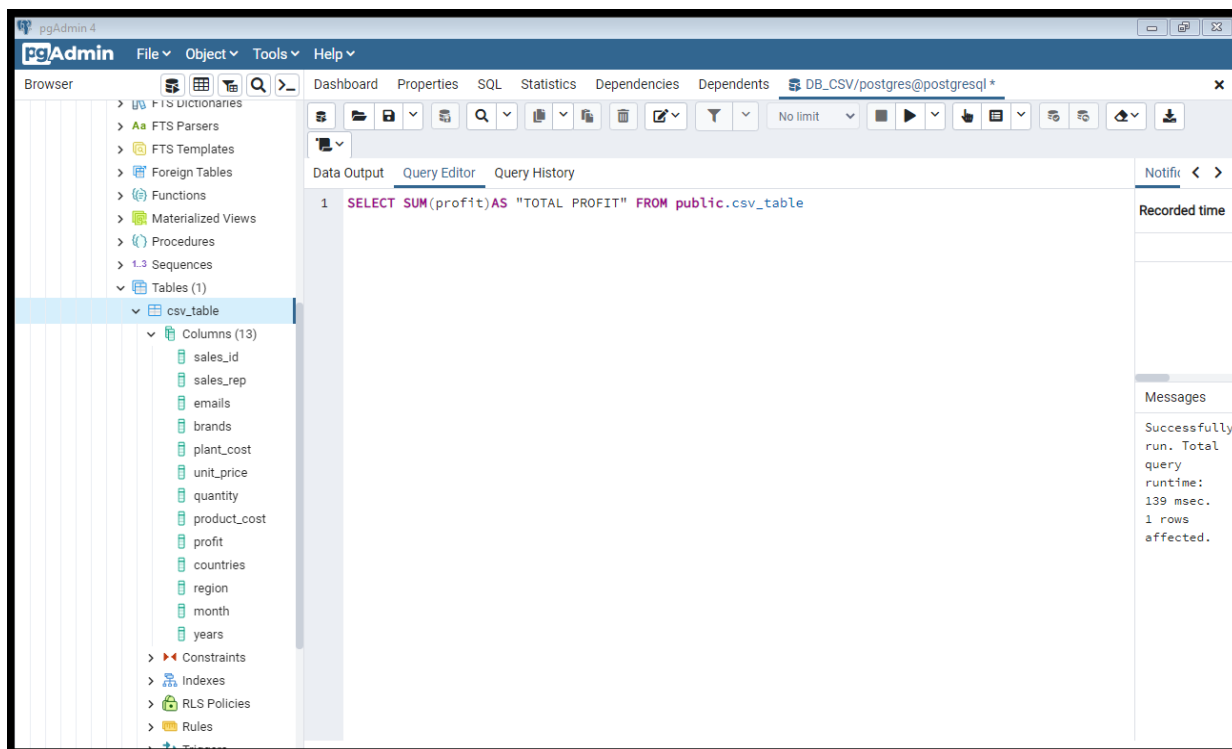 pgAdmin 4
pgAdmin File Object Tools Help
Browser
Dashboard Properties SQL Statistics Dependencies Dependents DB_CSV/postgres@postgresql *
FTS Dictionaries
Aa FTS Parsers
FTS Templates
Foreign Tables
Functions
Materialized Views
Procedures
1..3 Sequences
Tables (1)
csv_table
Columns (13)
sales_id
sales_rep
emails
brands
plant_cost
unit_price
quantity
product_cost
profit
countries
region
month
years
Constraints
Indexes
RLS Policies
Rules
Triggers
No limit
Data Output Query Editor Query History
1 SELECT SUM(profit)AS "TOTAL PROFIT" FROM public.csv_table
Notific
Recorded time
Messages
Successfully
run. Total
query
runtime:
139 msec.
1 rows
affected.